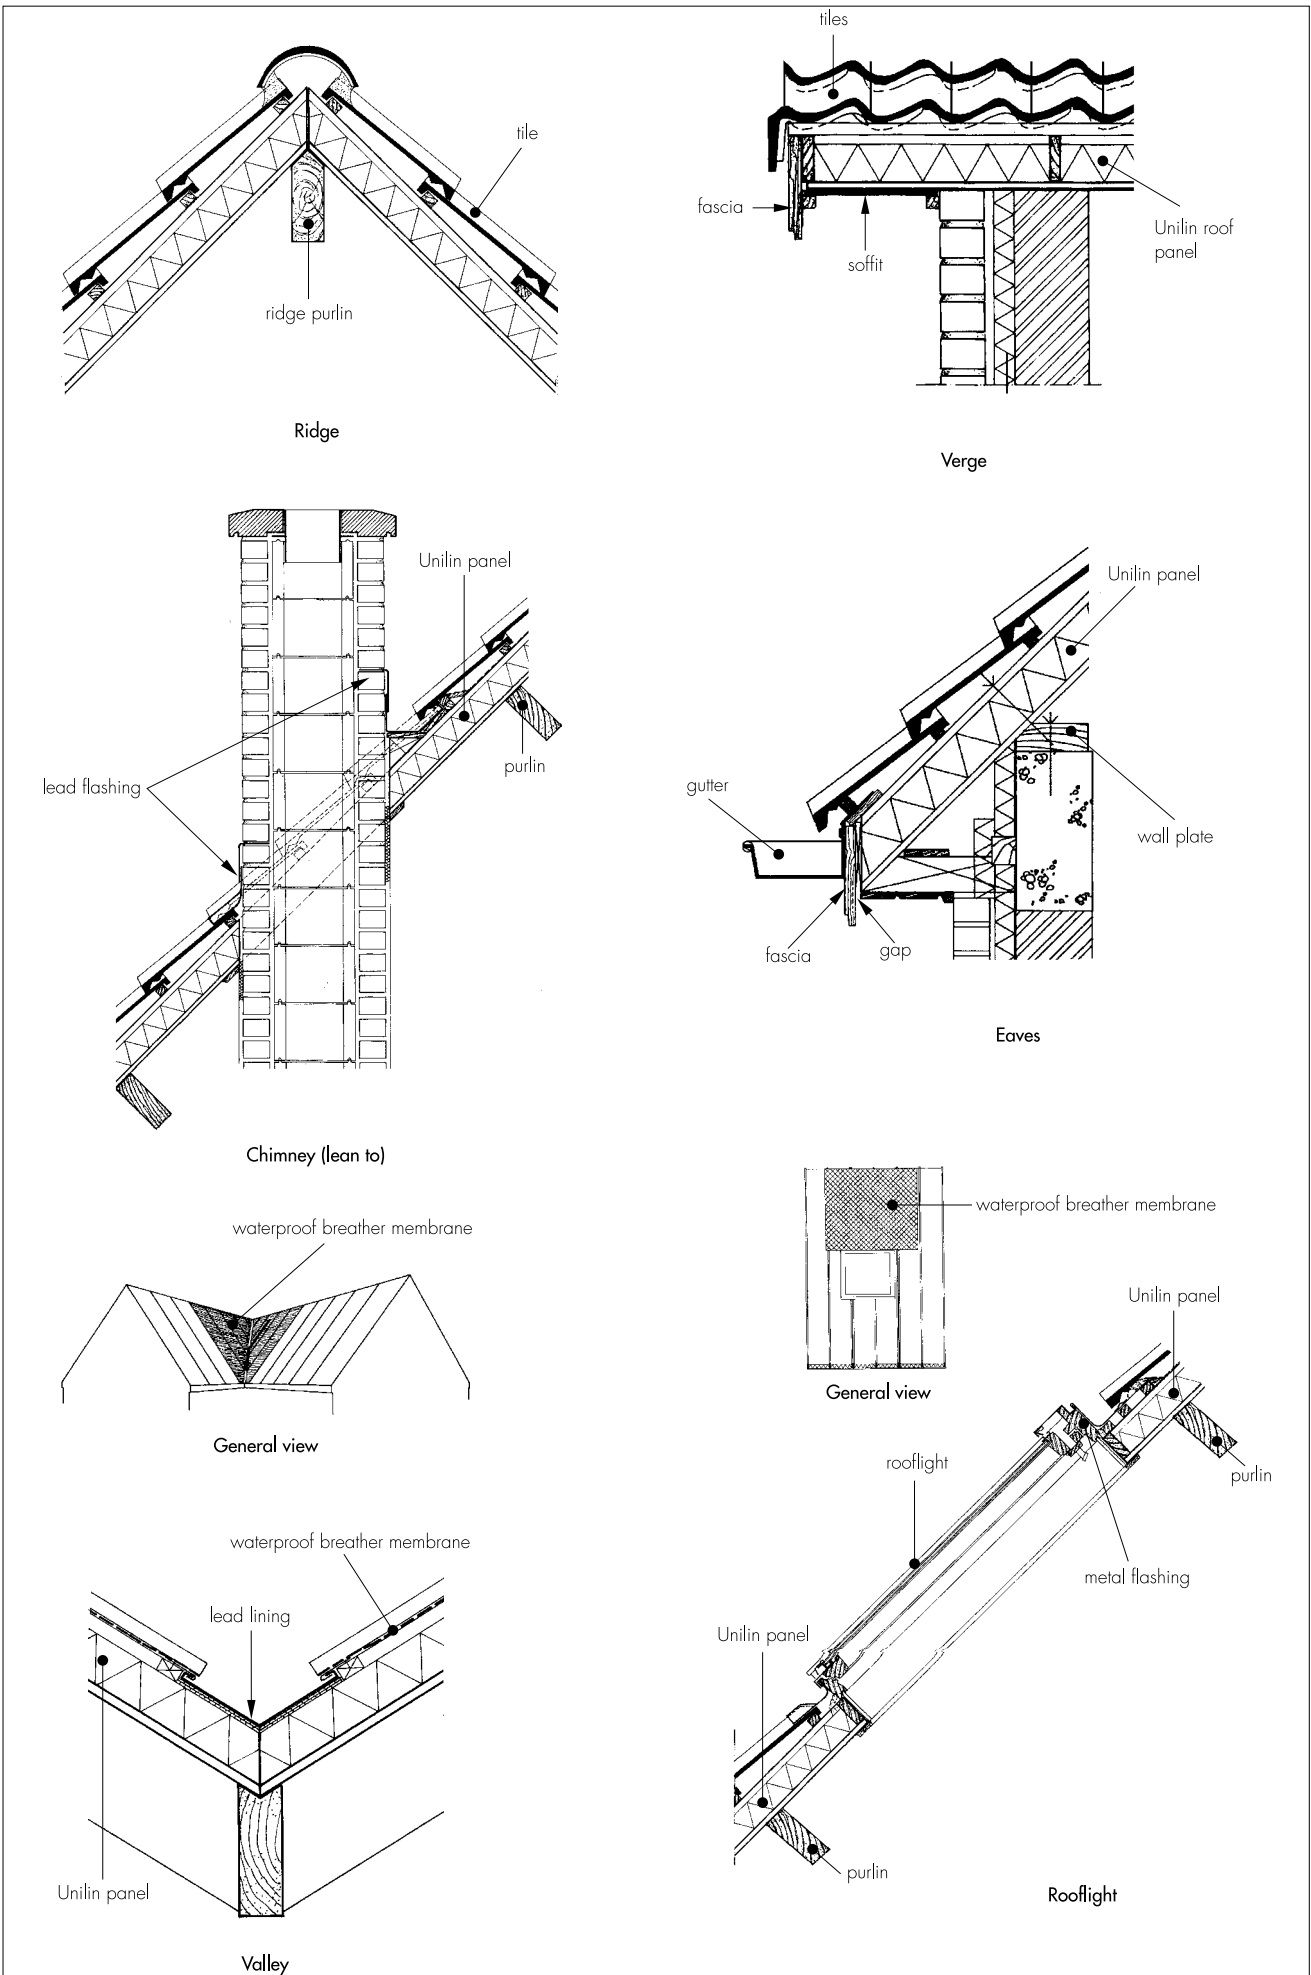 tile
ridge purlin
Ridge
tiles
fascia
soffit
Unilin roof
panel
Verge
Unilin panel
purlin
lead flashing
Chimney (lean to)
Unilin panel
gutter
wall plate
fascia
gap
Eaves
waterproof breather membrane
General view
waterproof breather membrane
lead lining
Unilin panel
Valley
waterproof breather membrane
General view
Unilin panel
purlin
rooflight
metal flashing
Unilin panel
purlin
Rooflight